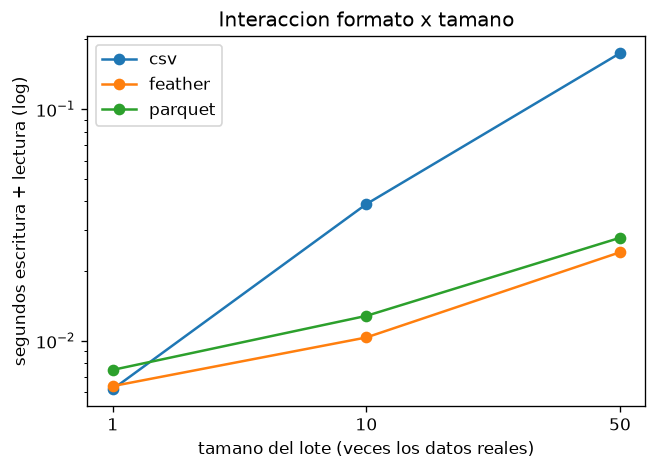 Interaccion formato x tamano
csv
feather
parquet
segundos escritura + lectura (log)
10⁻¹
10⁻²
1
10
50
tamano del lote (veces los datos reales)